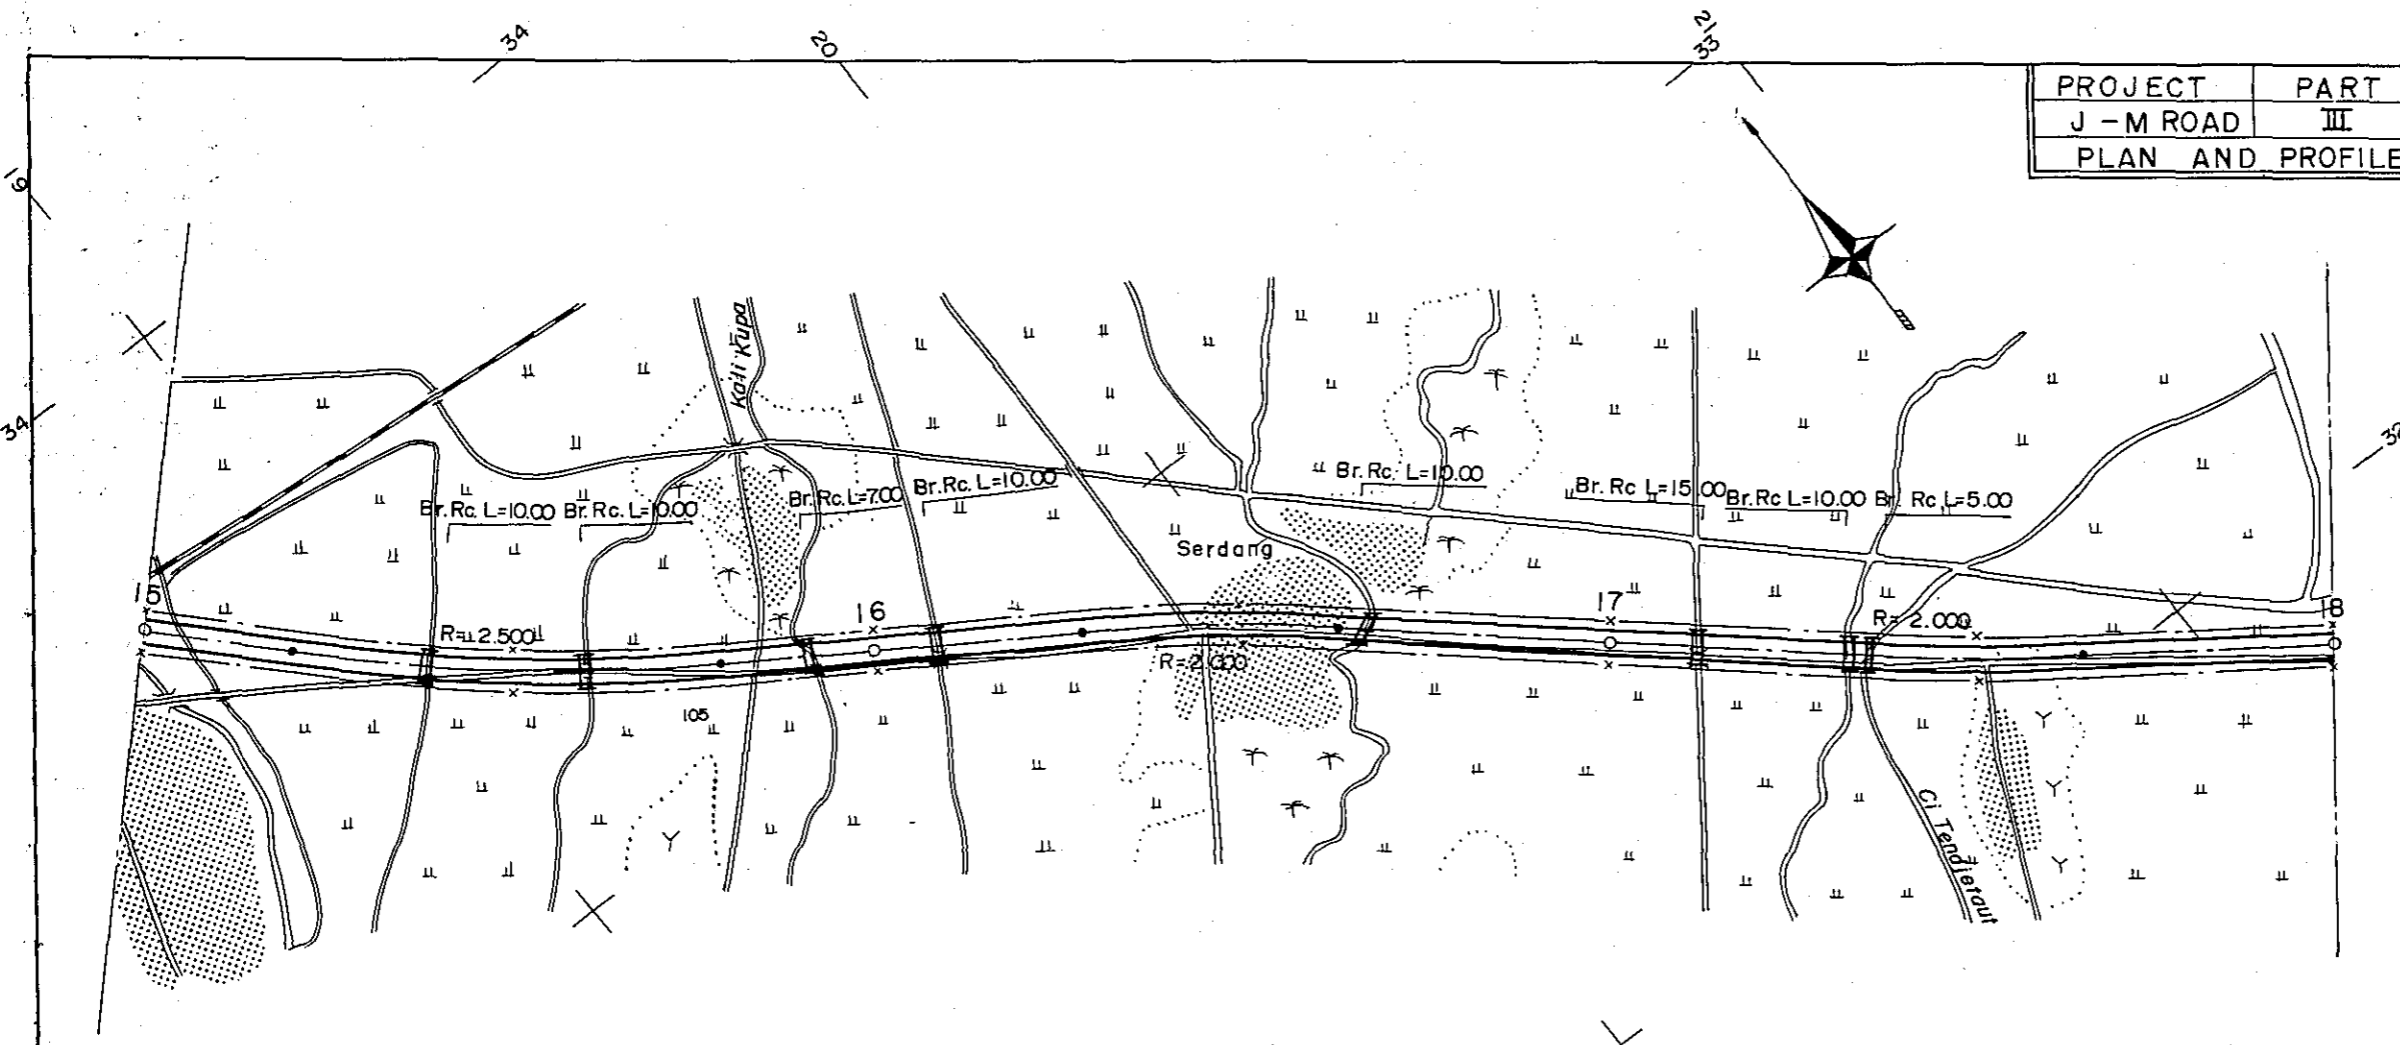 34
20
21
33
PROJECT PART
J-M ROAD III
PLAN AND PROFILE
19
34
32
Kali Kupa
Br. Rc. L=10.00
Br. Rc. L=10.00
Br. Rc. L=7.00
Br. Rc. L=10.00
Br. Rc. L=10.00
Br. Rc L=15.00
Br. Rc L=10.00
Br. Rc. L=5.00
Serdang
15
16
17
18
R= 2.500
R=2.000
R= 2.000
105
Ci Tendjetaut